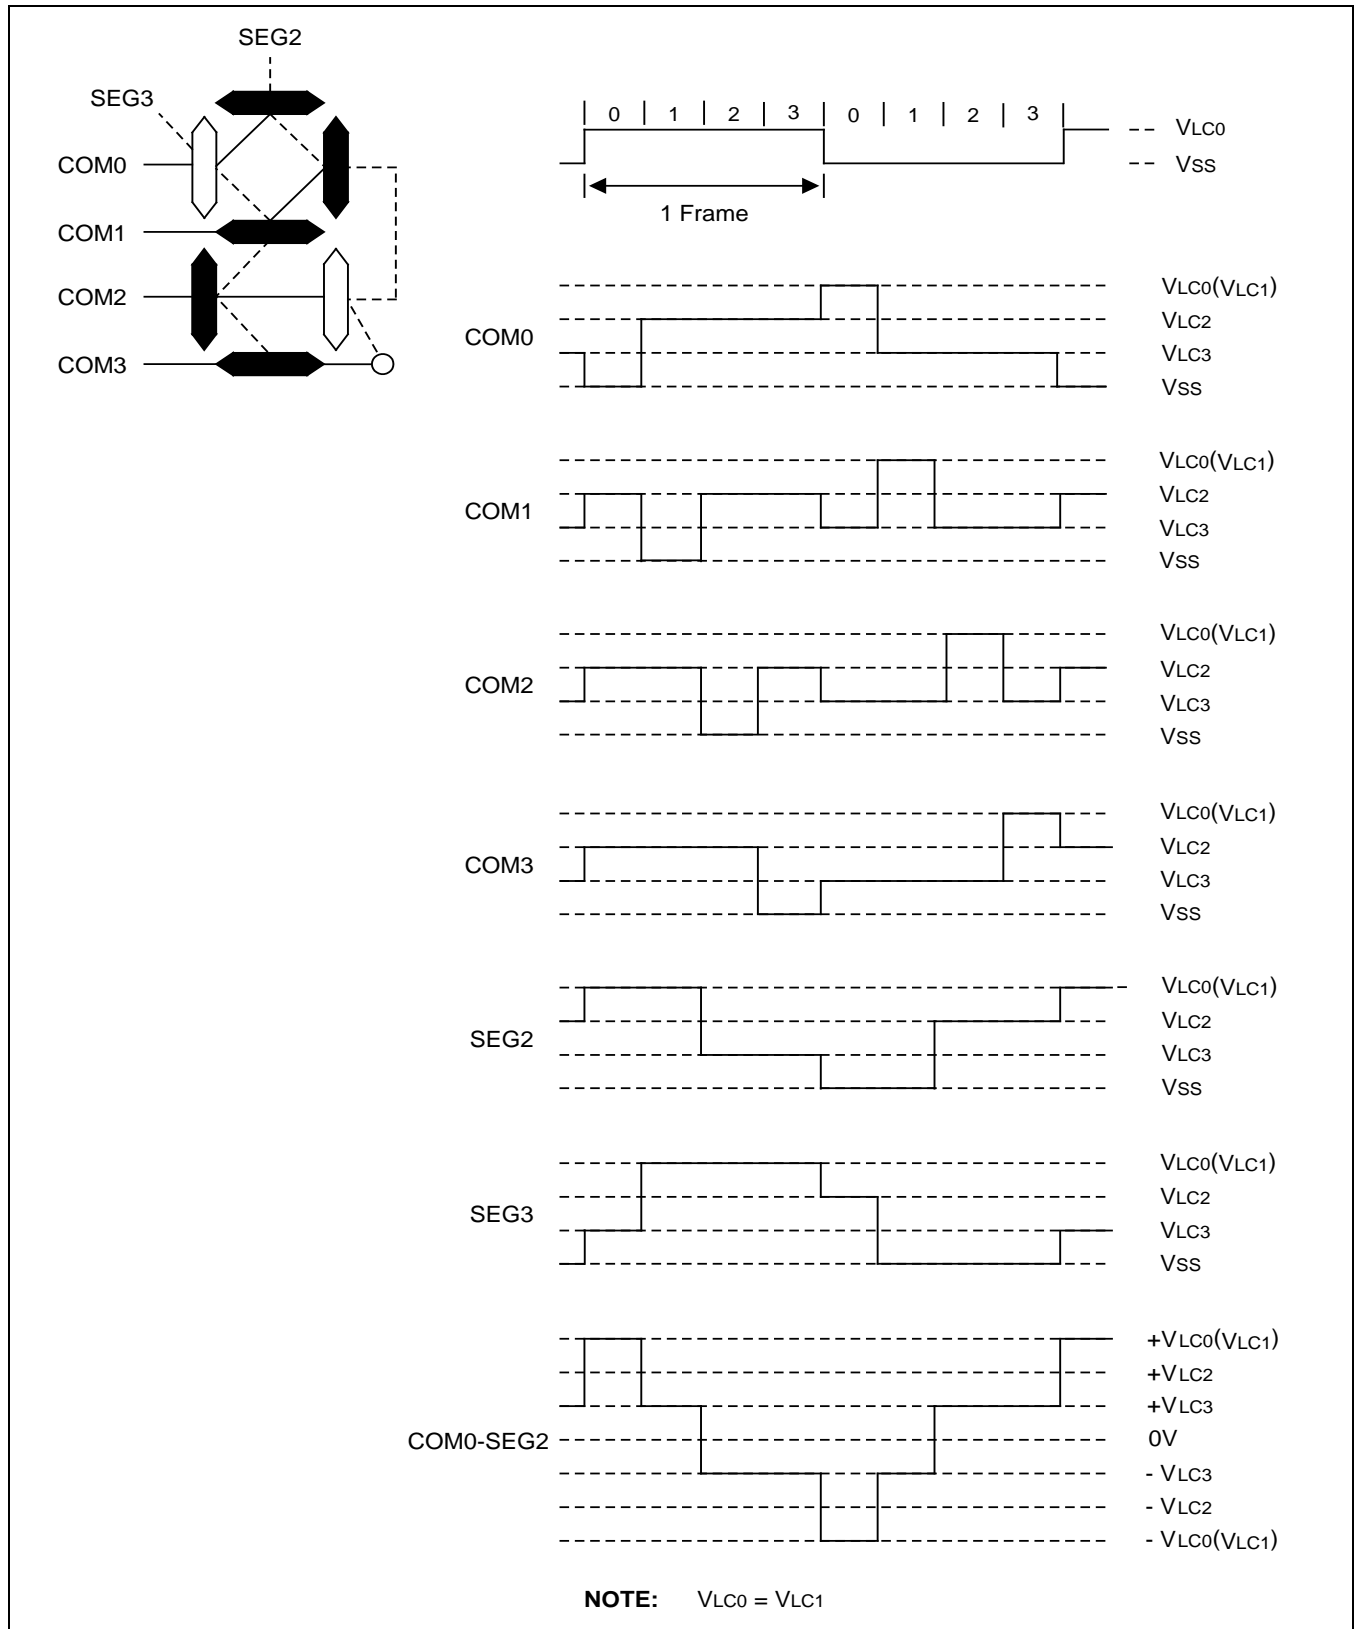 SEG2
SEG3
COM0
COM1
COM2
COM3
0 1 2 3 0 1 2 3
VLC0
VSS
1 Frame
COM0
VLC0(VLC1)
VLC2
VLC3
VSS
COM1
VLC0(VLC1)
VLC2
VLC3
VSS
COM2
VLC0(VLC1)
VLC2
VLC3
VSS
COM3
VLC0(VLC1)
VLC2
VLC3
VSS
SEG2
VLC0(VLC1)
VLC2
VLC3
VSS
SEG3
VLC0(VLC1)
VLC2
VLC3
VSS
COM0-SEG2
+VLC0(VLC1)
+VLC2
+VLC3
0V
- VLC3
- VLC2
- VLC0(VLC1)
NOTE: VLC0 = VLC1